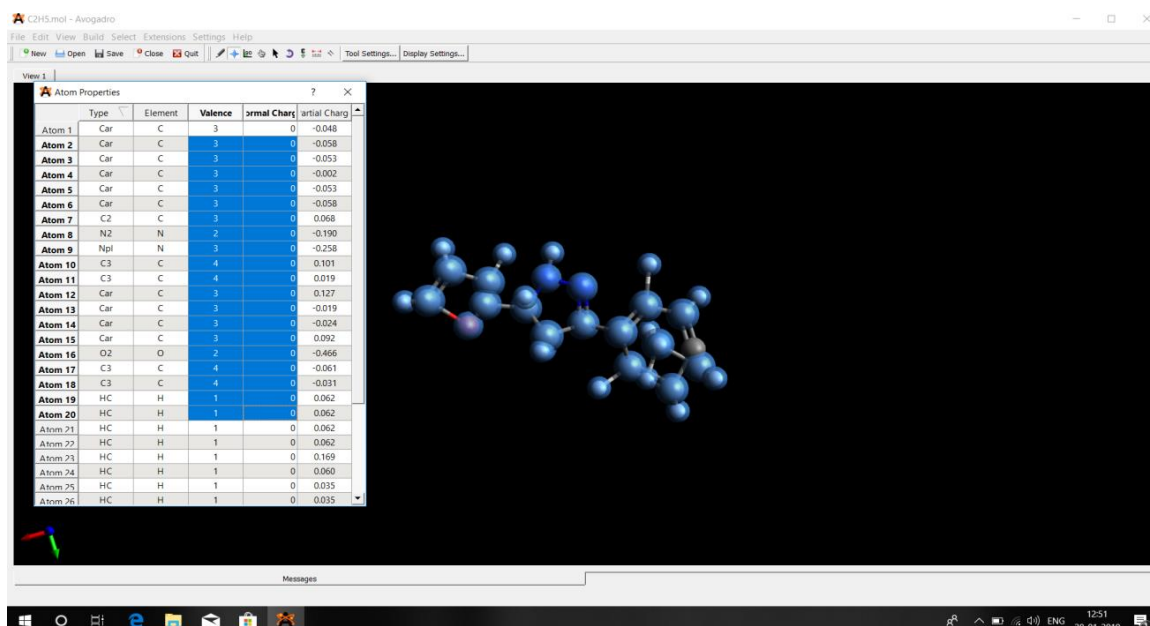 C2H5.mol - Avogadro
File Edit View Build Select Extensions Settings Help
New Open Save Close Quit Tool Settings... Display Settings...
View 1
Atom Properties ?
Type Element Valence ormal Charg artial Charg
Atom 1 Car C 3 0 -0.048
Atom 2 Car C 3 0 -0.058
Atom 3 Car C 3 0 -0.053
Atom 4 Car C 3 0 -0.002
Atom 5 Car C 3 0 -0.053
Atom 6 Car C 3 0 -0.058
Atom 7 C2 C 3 0 0.068
Atom 8 N2 N 2 0 -0.190
Atom 9 Npl N 3 0 -0.258
Atom 10 C3 C 4 0 0.101
Atom 11 C3 C 4 0 0.019
Atom 12 Car C 3 0 0.127
Atom 13 Car C 3 0 -0.019
Atom 14 Car C 3 0 -0.024
Atom 15 Car C 3 0 0.092
Atom 16 O2 O 2 0 -0.466
Atom 17 C3 C 4 0 -0.061
Atom 18 C3 C 4 0 -0.031
Atom 19 HC H 1 0 0.062
Atom 20 HC H 1 0 0.062
Atom 21 HC H 1 0 0.062
Atom 22 HC H 1 0 0.062
Atom 23 HC H 1 0 0.169
Atom 24 HC H 1 0 0.060
Atom 25 HC H 1 0 0.035
Atom 26 HC H 1 0 0.035
Messages
ENG 12:51